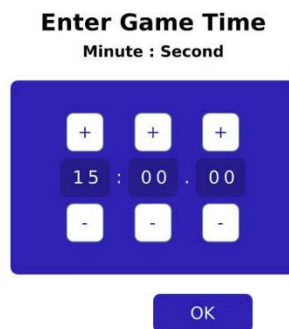 Enter Game Time
Minute : Second
+ + +
15 : 00 . 00
- - -
OK